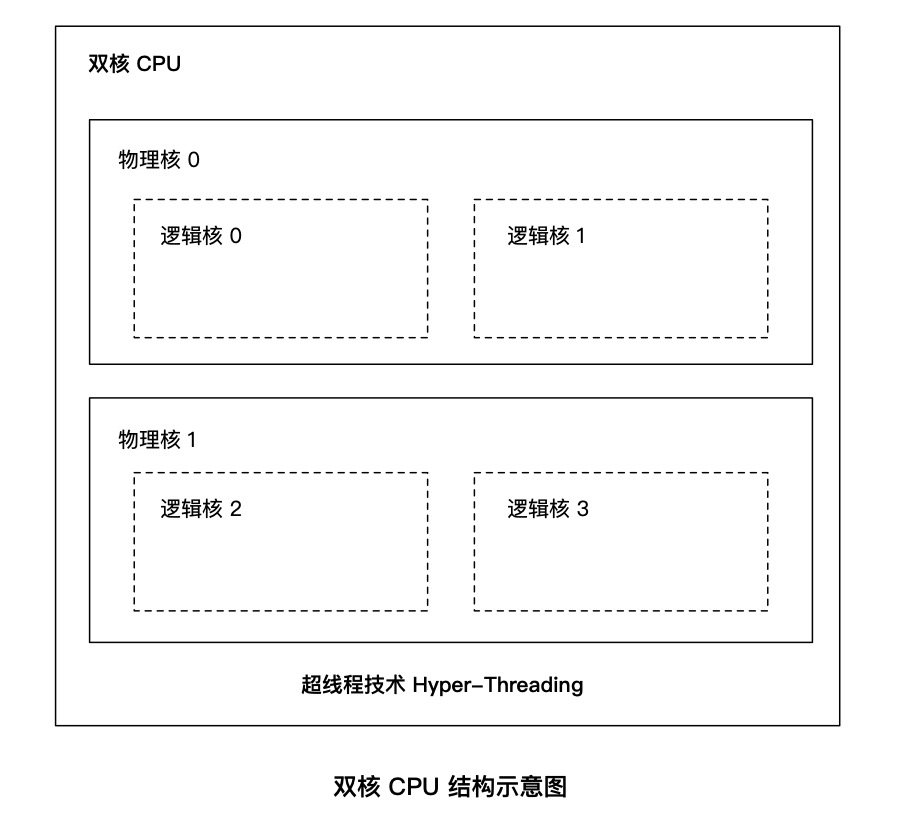 双核 CPU
物理核 0
逻辑核 0
逻辑核 1
物理核 1
逻辑核 2
逻辑核 3
超线程技术 Hyper–Threading
双核 CPU 结构示意图